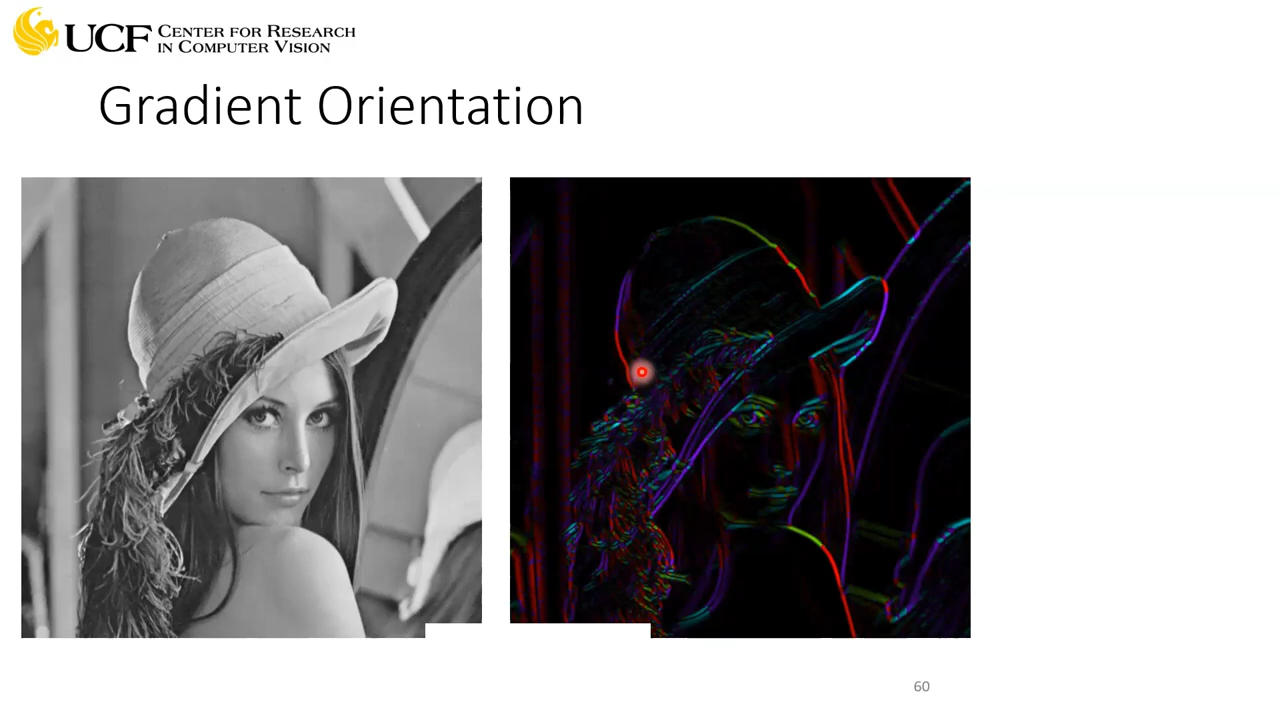 UCF CENTER FOR RESEARCH
IN COMPUTER VISION
Gradient Orientation
60